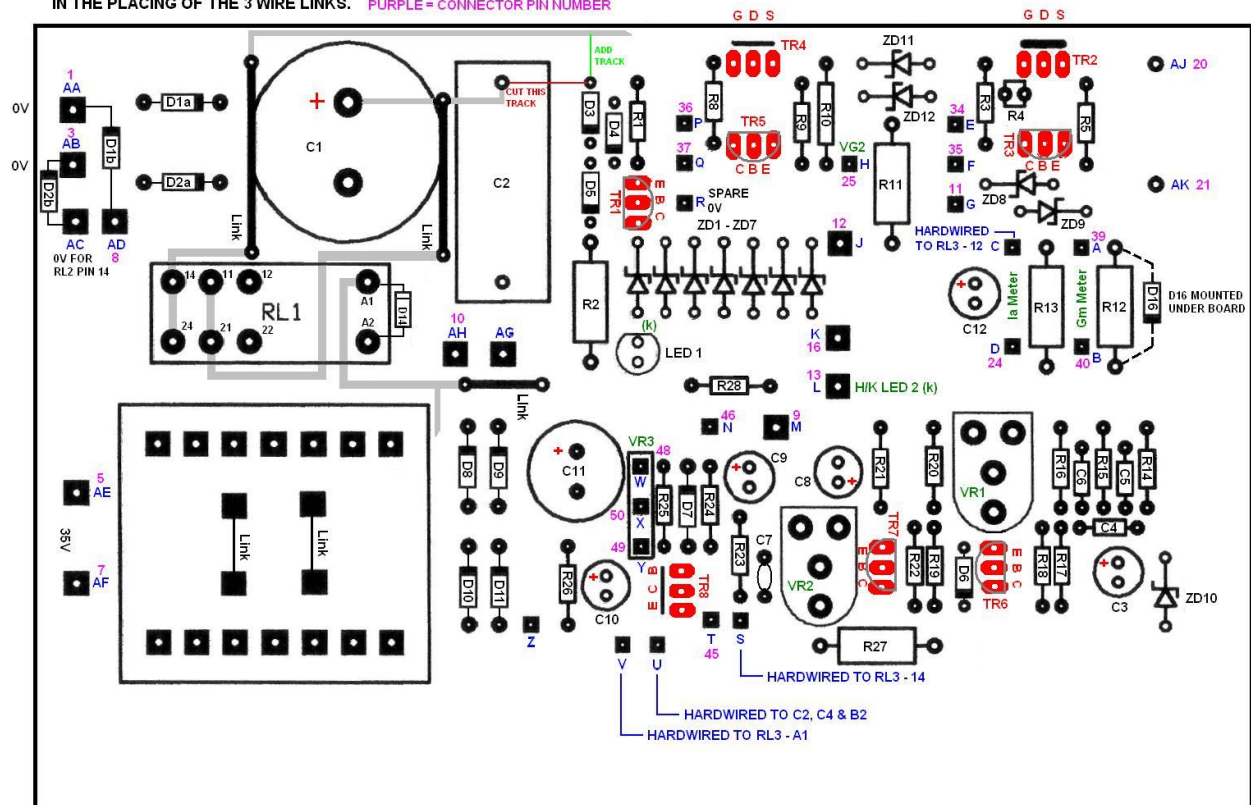 IN THE PLACING OF THE 3 WIRE LINKS. PURPLE = CONNECTOR PIN NUMBER
G D S
G D S
ADD TRACK
CUT THIS TRACK
TR4
ZD11
TR2
AJ 20
1
AA
0V
D1a
+
C1
D3
D4
R1
R8
36
P
R9
R10
ZD12
34
E
R3
R4
R5
3
AB
0V
D1b
TR5
C B E
37
Q
VG2
H
25
35
F
TR3
C B E
D2b
D2a
C2
D5
TR1
E B C
R
SPARE
0V
R11
11
G
ZD8
AK 21
ZD9
AC
AD
8
0V FOR
RL2 PIN 14
Link
Link
ZD1 - ZD7
12
J
HARDWIRED
TO RL3 - 12
C
39
A
14
11
12
RL1
A1
D14
A2
24
21
22
R2
+
C12
Ia Meter
R13
Gm Meter
R12
D16
D16 MOUNTED
UNDER BOARD
10
AH
AG
(k)
LED 1
K
16
D
24
40
B
Link
R28
13
L
H/K LED 2 (k)
5
AE
35V
7
AF
Link
Link
D8
D9
+
C11
VR3
48
W
50
X
49
Y
R25
D7
R24
46
N
9
M
+
C9
C8
+
R21
R20
VR1
R16
C6
R15
C5
R14
C4
D10
D11
R26
+
C10
E C B
TR8
R23
C7
VR2
TR7
E B C
R22
R19
D6
E B C
TR6
R18
R17
+
C3
ZD10
Z
V
U
T
45
S
R27
HARDWIRED TO RL3 - 14
HARDWIRED TO C2, C4 & B2
HARDWIRED TO RL3 - A1